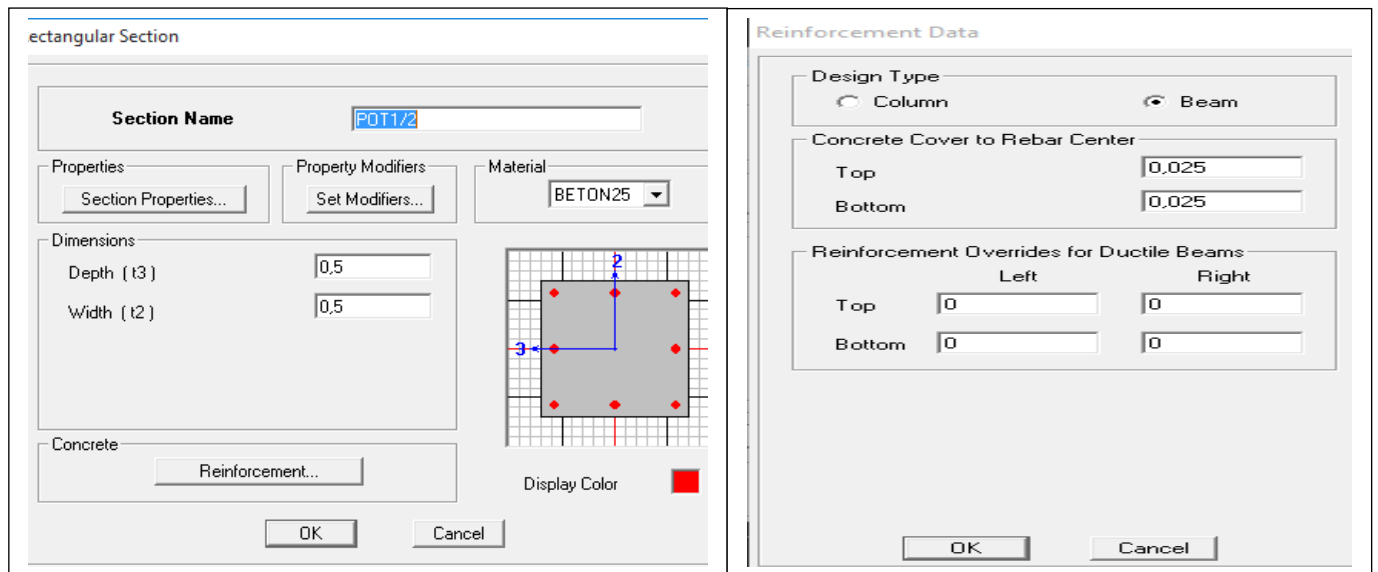 ectangular Section
Section Name POT1/2
Properties Property Modifiers Material
Section Properties... Set Modifiers... BETON25
Dimensions
Depth ( t3 ) 0,5
Width ( t2 ) 0,5
2
3
Concrete
Reinforcement...
Display Color
OK Cancel
Reinforcement Data
Design Type
Column Beam
Concrete Cover to Rebar Center
Top 0,025
Bottom 0,025
Reinforcement Overrides for Ductile Beams
Left Right
Top 0 0
Bottom 0 0
OK Cancel